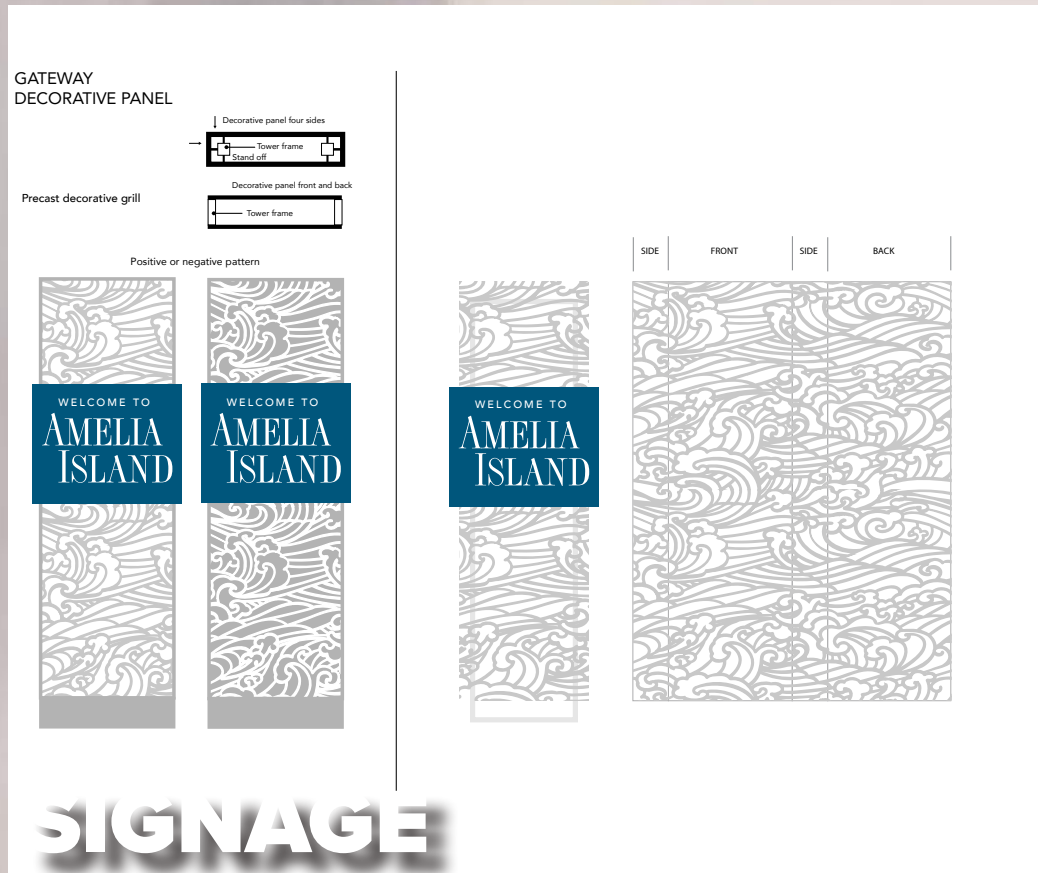 GATEWAY
DECORATIVE PANEL
Decorative panel four sides
Tower frame
Stand off
Decorative panel front and back
Precast decorative grill
Tower frame
Positive or negative pattern
WELCOME TO
AMELIA
ISLAND
WELCOME TO
AMELIA
ISLAND
WELCOME TO
AMELIA
ISLAND
SIDE FRONT SIDE BACK
SIGNAGE